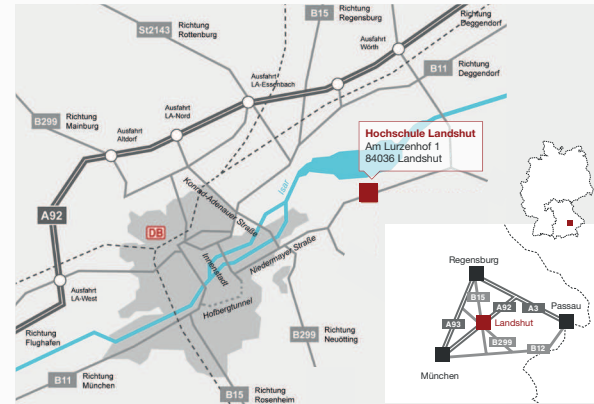 St2143
Richtung
Rottenburg
B15
Richtung
Regensburg
Richtung
Deggendorf
Ausfahrt
Wörth
B11
Richtung
Deggendorf
Ausfahrt
LA-Essenbach
Ausfahrt
LA-Nord
B299
Richtung
Mainburg
Ausfahrt
Altdorf
Hochschule Landshut
Am Lurzenhof 1
84036 Landshut
Isar
Konrad-Adenauer Straße
A92
DB
Innenstadt
Niedermayer Straße
Ausfahrt
LA-West
Hofbergtunnel
Richtung
Flughafen
B299
Richtung
Neuötting
B11
Richtung
München
B15
Richtung
Rosenheim
Regensburg
B15
A92
A3
Passau
A93
Landshut
B299
B12
München